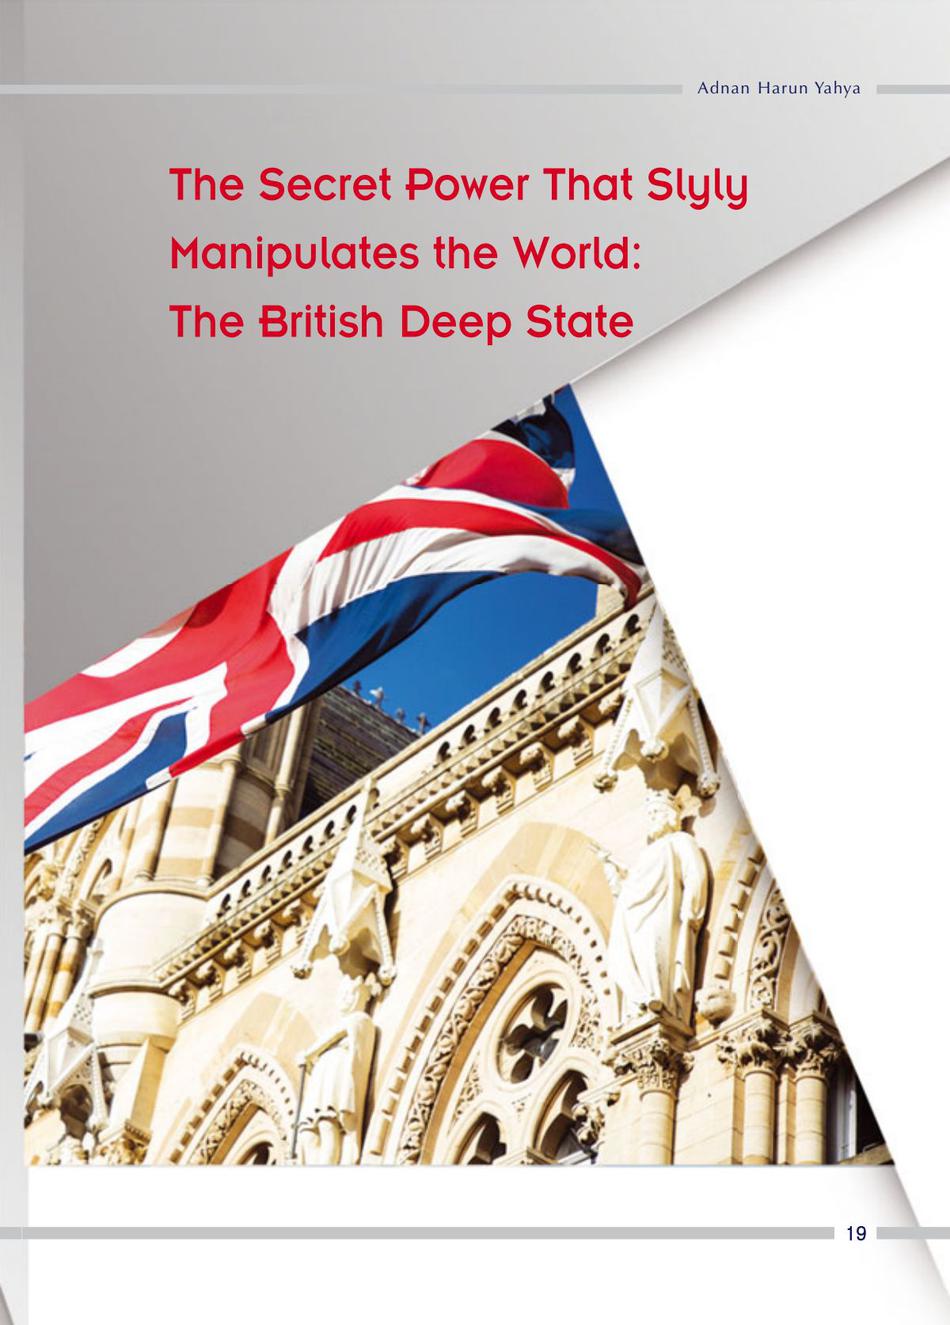 Adnan Harun Yahya
The Secret Power That Slyly
Manipulates the World:
The British Deep State
19